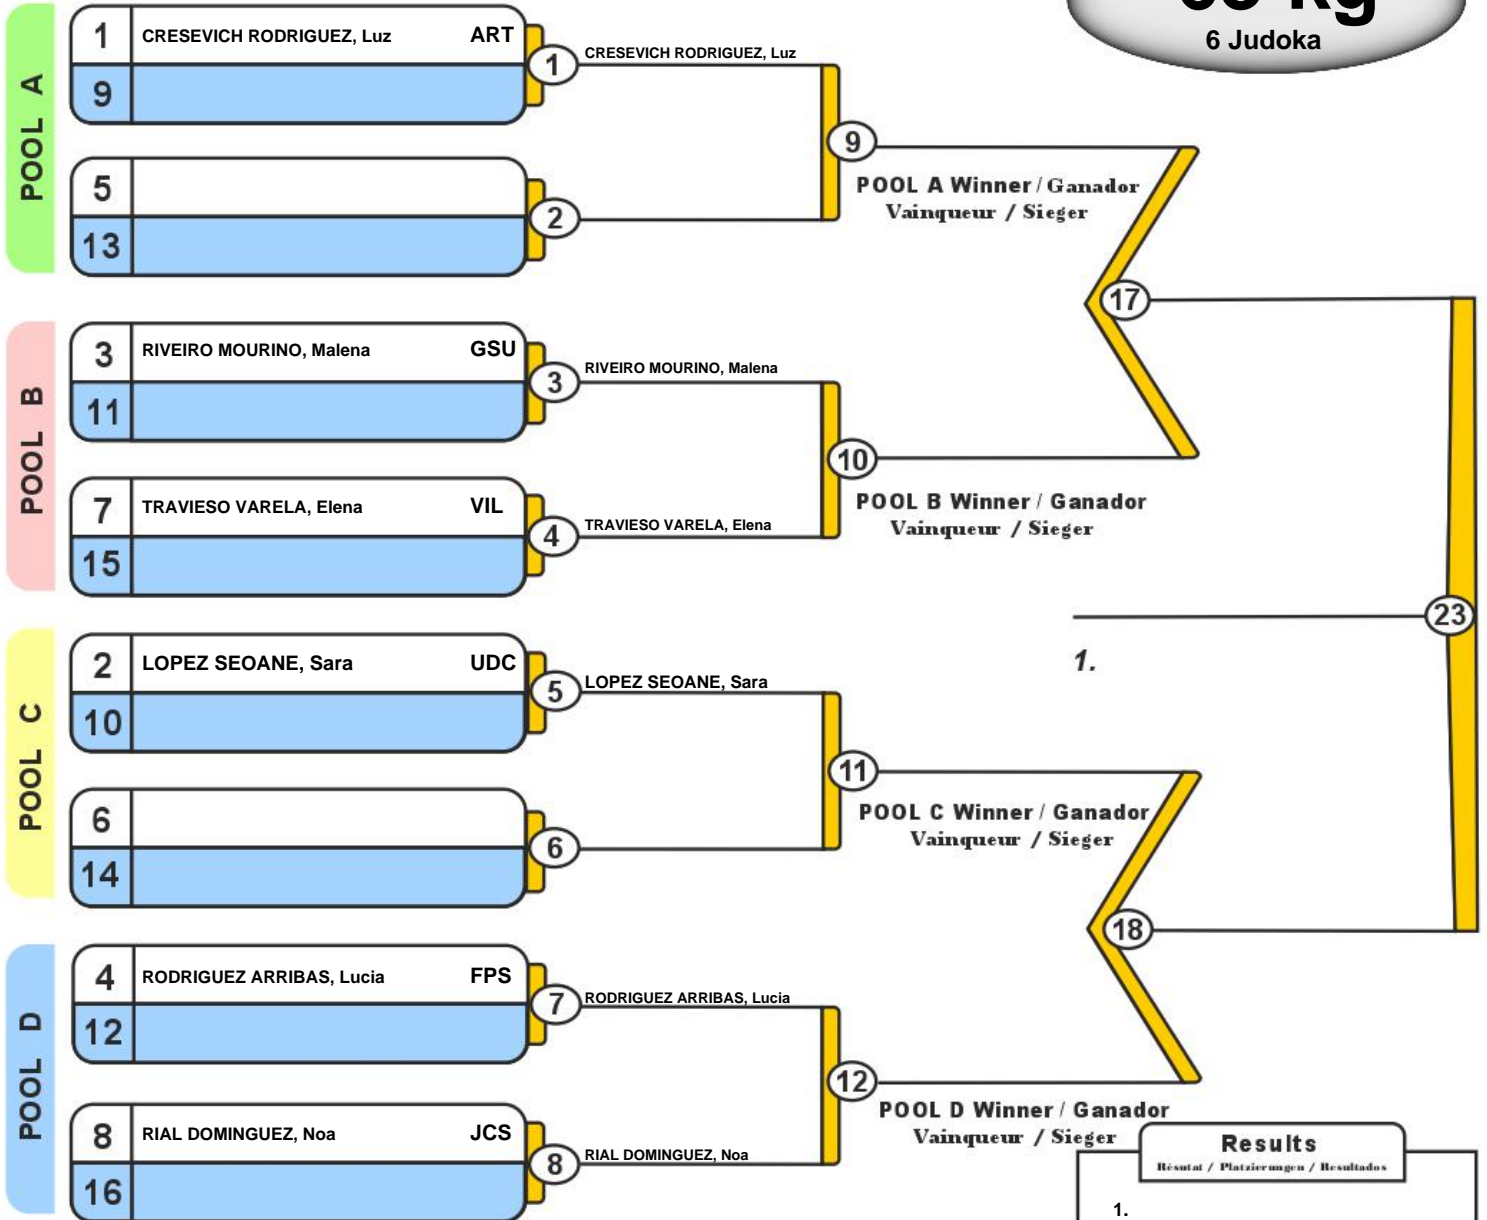 6 Judoka
POOL A
1 CRESEVICH RODRIGUEZ, Luz ART
9
1 CRESEVICH RODRIGUEZ, Luz
5
13
2
9
POOL A Winner / Ganador
Vainqueur / Sieger
17
POOL B
3 RIVEIRO MOURINO, Malena GSU
11
3 RIVEIRO MOURINO, Malena
7 TRAVIESO VARELA, Elena VIL
15
4 TRAVIESO VARELA, Elena
10
POOL B Winner / Ganador
Vainqueur / Sieger
23
1.
POOL C
2 LOPEZ SEOANE, Sara UDC
10
5 LOPEZ SEOANE, Sara
6
14
6
11
POOL C Winner / Ganador
Vainqueur / Sieger
18
POOL D
4 RODRIGUEZ ARRIBAS, Lucia FPS
12
7 RODRIGUEZ ARRIBAS, Lucia
8 RIAL DOMINGUEZ, Noa JCS
16
8 RIAL DOMINGUEZ, Noa
12
POOL D Winner / Ganador
Vainqueur / Sieger
Results
Résutat / Platzierungen / Resultados
1.